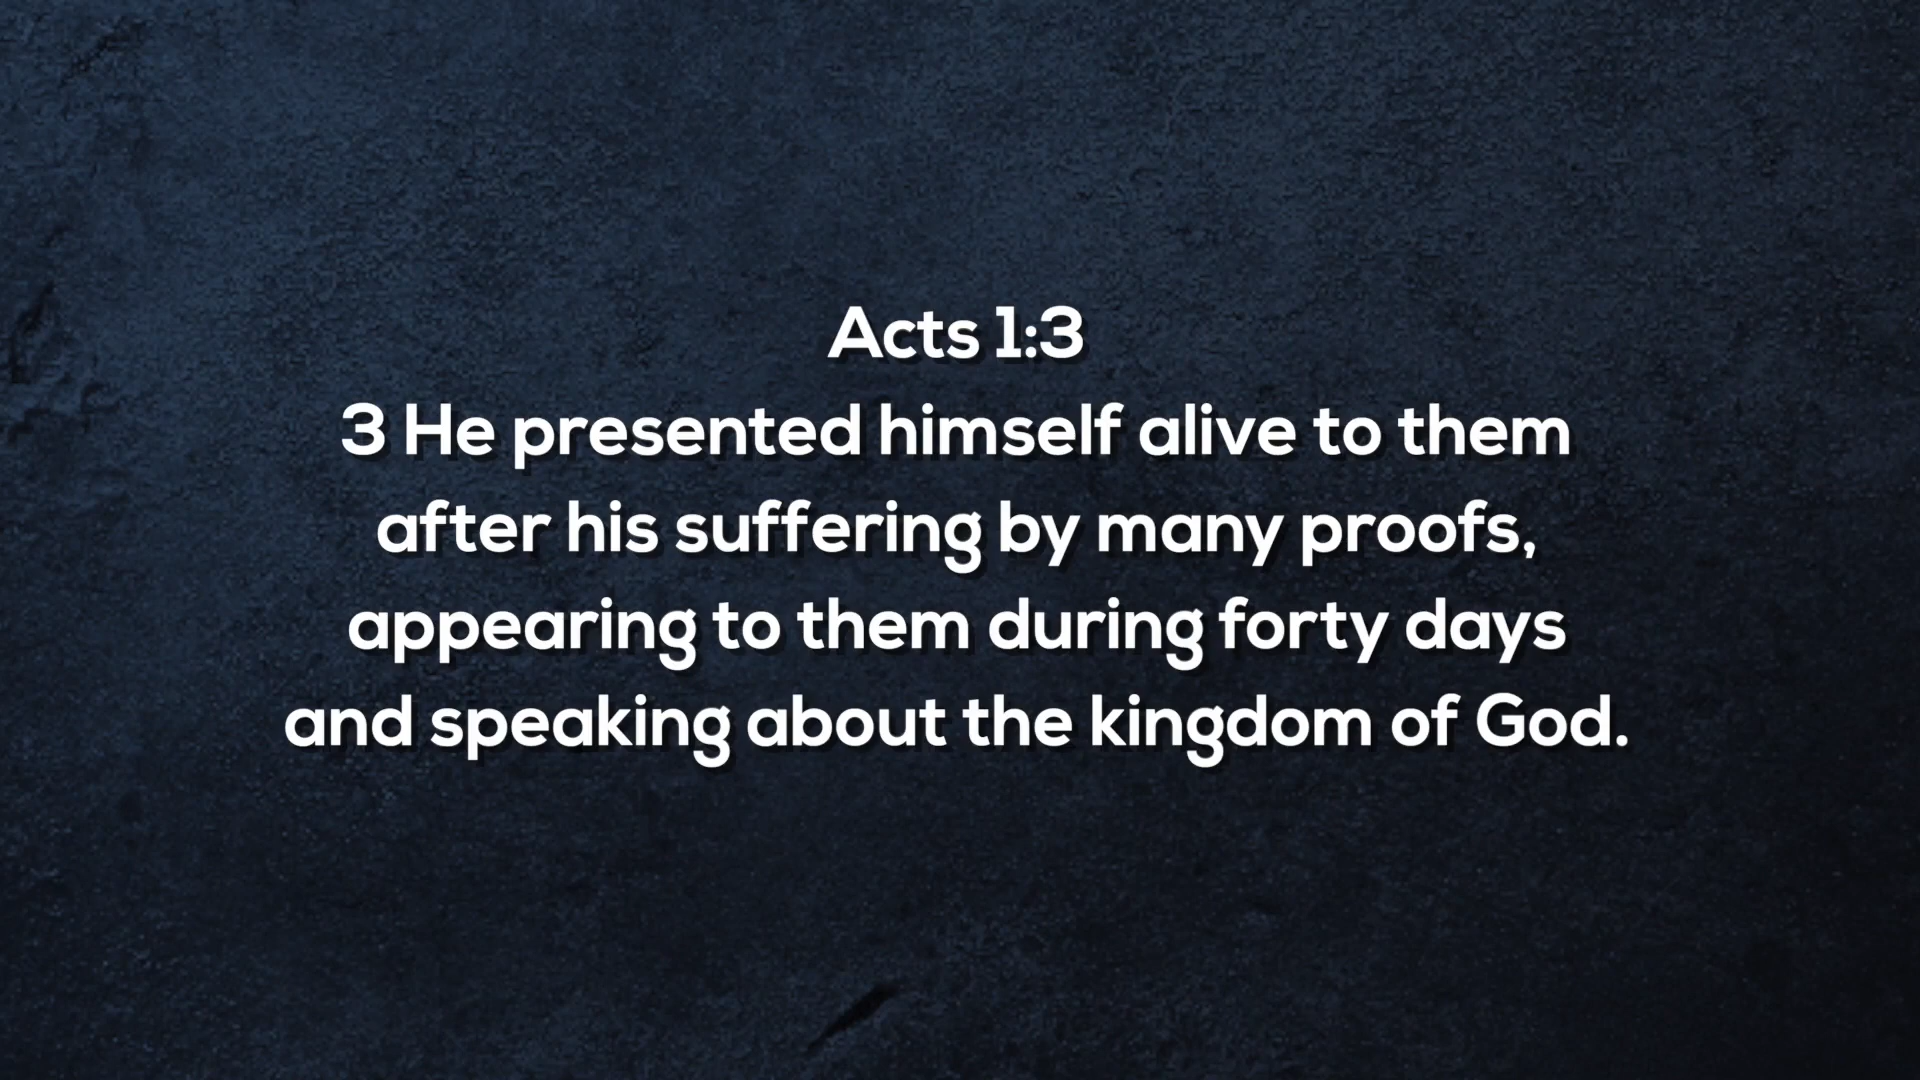 Acts 1:3
3 He presented himself alive to them
after his suffering by many proofs,
appearing to them during forty days
and speaking about the kingdom of God.